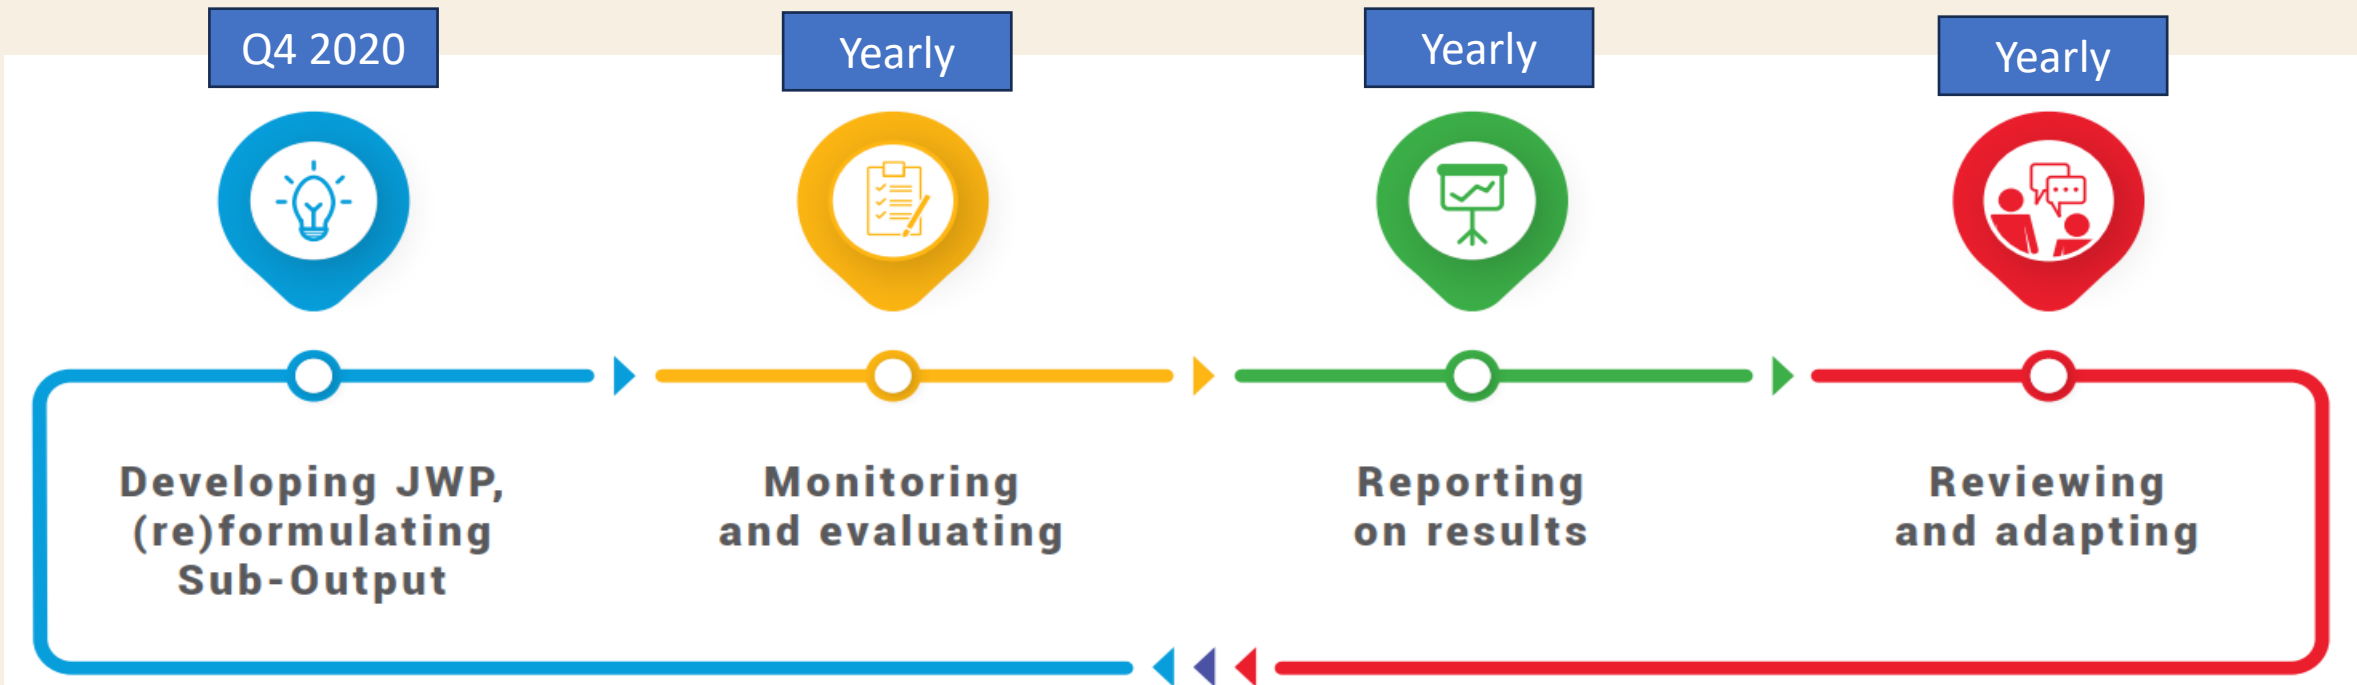 Q4 2020
Yearly
Yearly
Yearly
Developing JWP,
(re)formulating
Sub-Output
Monitoring
and evaluating
Reporting
on results
Reviewing
and adapting